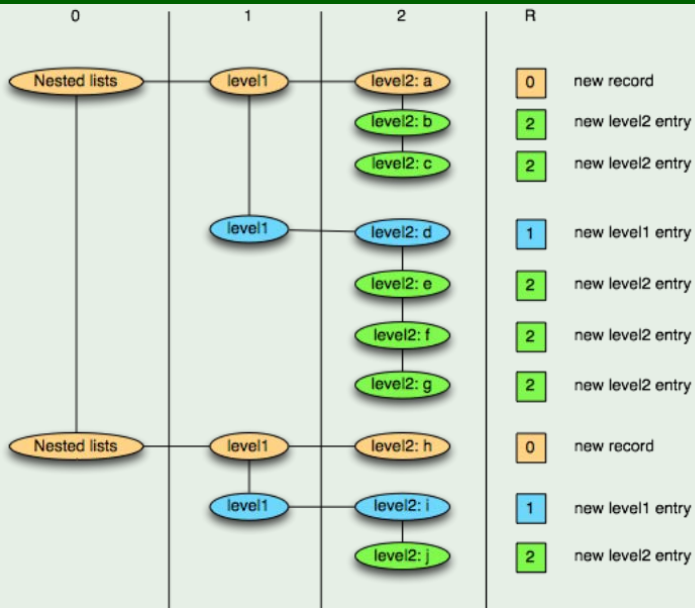 0 1 2 R
Nested lists level1 level2: a 0 new record
level2: b 2 new level2 entry
level2: c 2 new level2 entry
level1 level2: d 1 new level1 entry
level2: e 2 new level2 entry
level2: f 2 new level2 entry
level2: g 2 new level2 entry
Nested lists level1 level2: h 0 new record
level1 level2: i 1 new level1 entry
level2: j 2 new level2 entry